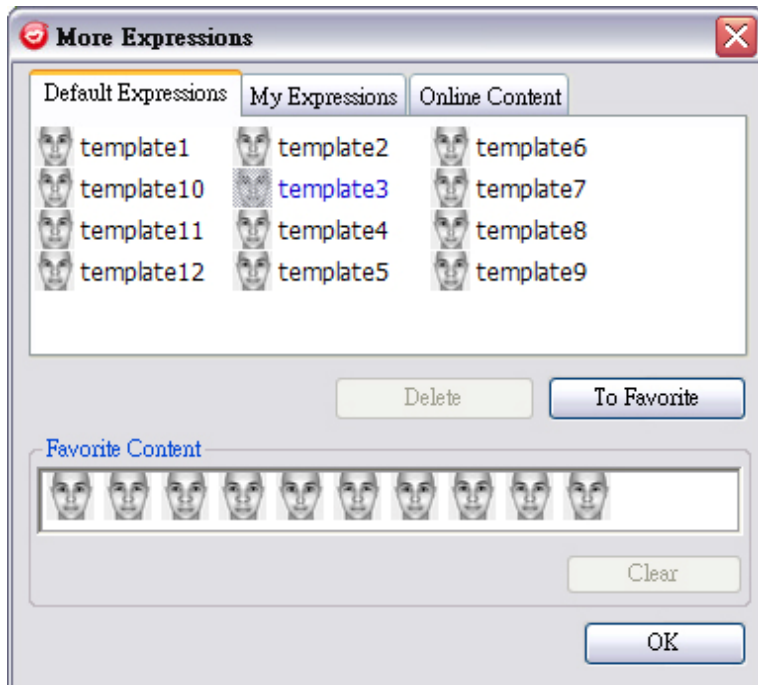 More Expressions
Default Expressions My Expressions Online Content
template1 template2 template6
template10 template3 template7
template11 template4 template8
template12 template5 template9
Delete To Favorite
Favorite Content
Clear
OK